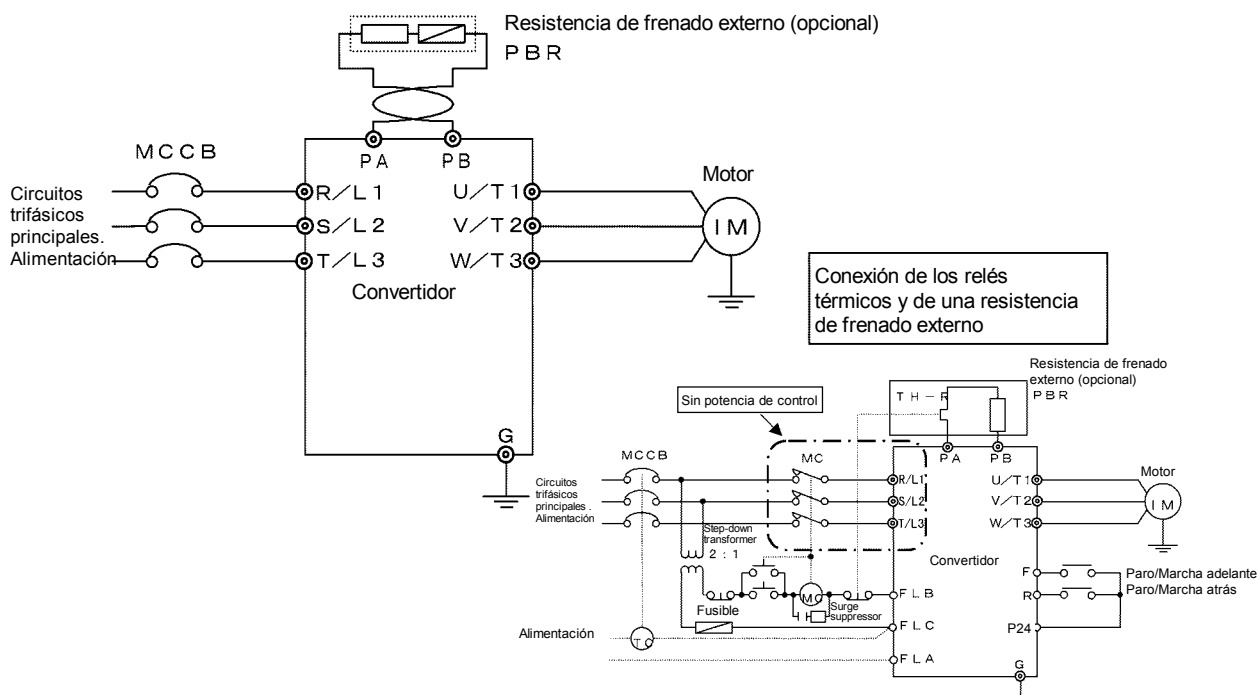 Resistencia de frenado externo (opcional)
PBR
MCCB
PA
PB
Motor
Circuitos
trifásicos
principales.
Alimentación
R/L1
S/L2
T/L3
U/T1
V/T2
W/T3
IM
Convertidor
G
Conexión de los relés
térmicos y de una resistencia
de frenado externo
Resistencia de frenado
externo (opcional)
PBR
Sin potencia de control
TH-R
PA
PB
MCCB
MC
Circuitos
trifásicos
principales .
Alimentación
R/L1
S/L2
T/L3
U/T1
V/T2
W/T3
Motor
IM
Step-down
transformer
2:1
Convertidor
F
R
Paro/Marcha adelante
Paro/Marcha atrás
MC
FLB
Fusible
Surge
suppressor
P24
Alimentación
TC
FLC
FLA
G